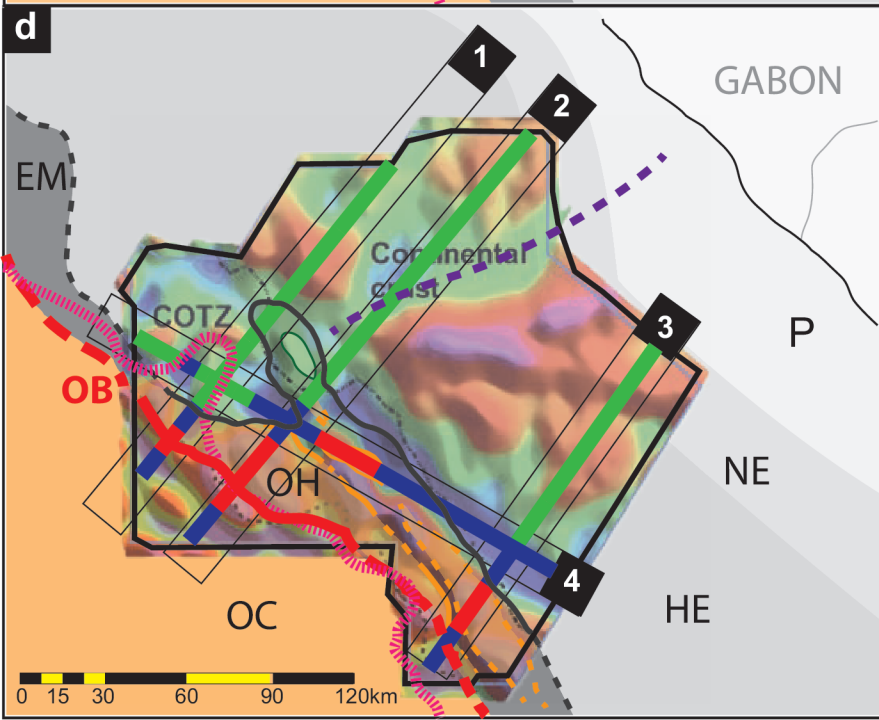 d
1
2
GABON
EM
Continental
crust
COTZ
3
P
OB
NE
OH
4
HE
OC
0 15 30 60 90 120km